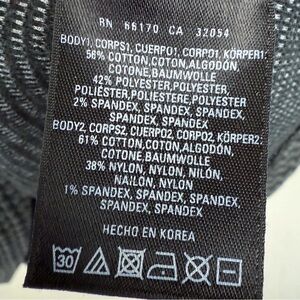 RN 66170 CA 32054
BODY1, CORPS1, CUERPO1, CORPO1, KÖRPER1:
56% COTTON, COTON, ALGODÓN,
COTONE, BAUMWOLLE
42% POLYESTER, POLYESTER,
POLIÉSTER, POLIESTERE, POLYESTER
2% SPANDEX, SPANDEX, SPANDEX,
SPANDEX, SPANDEX
BODY2, CORPS2, CUERPO2, CORPO2, KÖRPER2:
61% COTTON, COTON, ALGODÓN,
COTONE, BAUMWOLLE
38% NYLON, NYLON, NILÓN,
NAILON, NYLON
1% SPANDEX, SPANDEX, SPANDEX,
SPANDEX, SPANDEX
HECHO EN KOREA
30